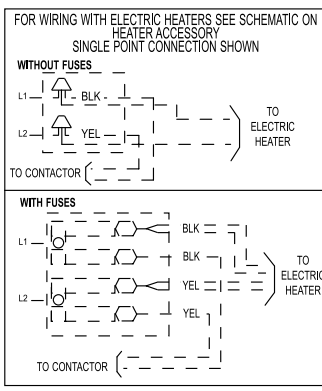 FOR WIRING WITH ELECTRIC HEATERS SEE SCHEMATIC ON
HEATER ACCESSORY
SINGLE POINT CONNECTION SHOWN
WITHOUT FUSES
L1
BLK
TO
ELECTRIC
HEATER
L2
YEL
TO CONTACTOR
WITH FUSES
BLK
L1
BLK
TO
ELECTRIC
HEATER
YEL
L2
YEL
TO CONTACTOR